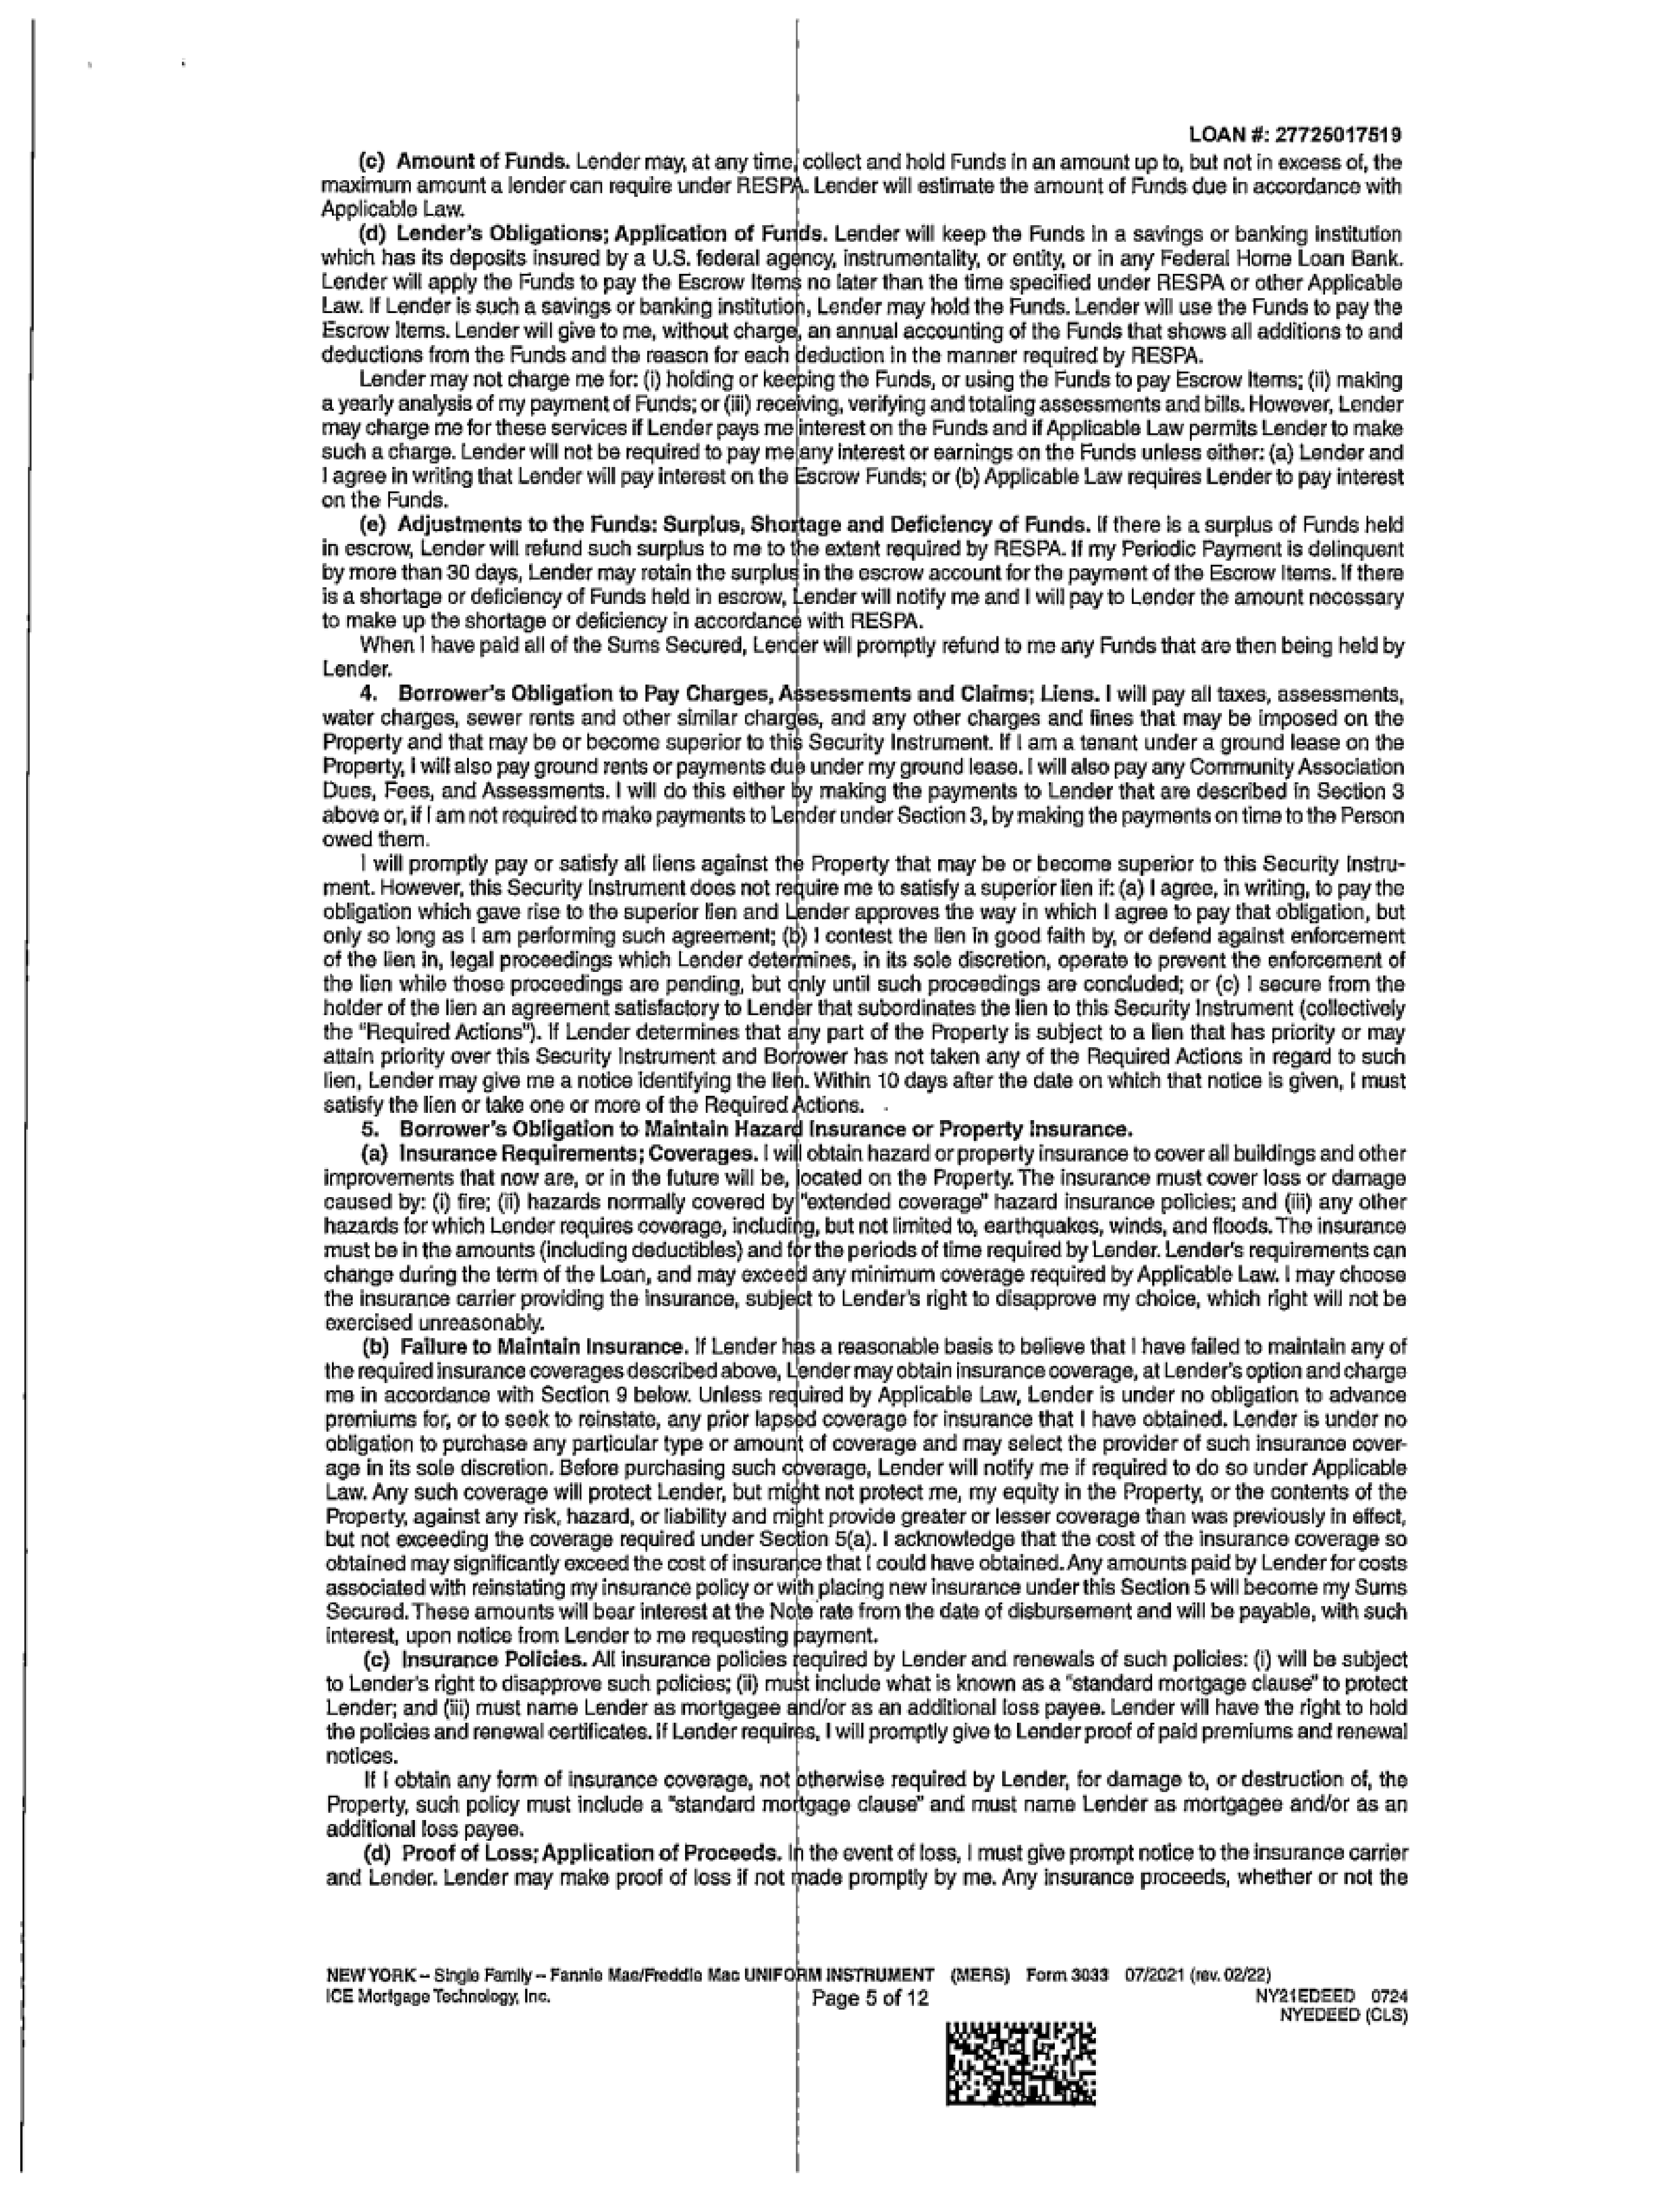 LOAN #: 27725017519
(c) Amount of Funds. Lender may, at any time, collect and hold Funds in an amount up to, but not in excess of, the
maximum amount a lender can require under RESPA. Lender will estimate the amount of Funds due in accordance with
Applicable Law.
(d) Lender's Obligations; Application of Funds. Lender will keep the Funds in a savings or banking institution
which has its deposits insured by a U.S. federal agency, instrumentality, or entity, or in any Federal Home Loan Bank.
Lender will apply the Funds to pay the Escrow Items no later than the time specified under RESPA or other Applicable
Law. If Lender is such a savings or banking institution, Lender may hold the Funds. Lender will use the Funds to pay the
Escrow Items. Lender will give to me, without charge, an annual accounting of the Funds that shows all additions to and
deductions from the Funds and the reason for each deduction in the manner required by RESPA.
Lender may not charge me for: (i) holding or keeping the Funds, or using the Funds to pay Escrow Items; (ii) making
a yearly analysis of my payment of Funds; or (iii) receiving, verifying and totaling assessments and bills. However, Lender
may charge me for these services if Lender pays me interest on the Funds and if Applicable Law permits Lender to make
such a charge. Lender will not be required to pay me any interest or earnings on the Funds unless either: (a) Lender and
I agree in writing that Lender will pay interest on the Escrow Funds; or (b) Applicable Law requires Lender to pay interest
on the Funds.
(e) Adjustments to the Funds: Surplus, Shortage and Deficiency of Funds. If there is a surplus of Funds held
in escrow, Lender will refund such surplus to me to the extent required by RESPA. If my Periodic Payment is delinquent
by more than 30 days, Lender may retain the surplus in the escrow account for the payment of the Escrow Items. If there
is a shortage or deficiency of Funds held in escrow, Lender will notify me and I will pay to Lender the amount necessary
to make up the shortage or deficiency in accordance with RESPA.
When I have paid all of the Sums Secured, Lender will promptly refund to me any Funds that are then being held by
Lender.
4. Borrower's Obligation to Pay Charges, Assessments and Claims; Liens. I will pay all taxes, assessments,
water charges, sewer rents and other similar charges, and any other charges and fines that may be imposed on the
Property and that may be or become superior to this Security Instrument. If I am a tenant under a ground lease on the
Property, I will also pay ground rents or payments due under my ground lease. I will also pay any Community Association
Dues, Fees, and Assessments. I will do this either by making the payments to Lender that are described in Section 3
above or, if I am not required to make payments to Lender under Section 3, by making the payments on time to the Person
owed them.
I will promptly pay or satisfy all liens against the Property that may be or become superior to this Security Instru-
ment. However, this Security Instrument does not require me to satisfy a superior lien if: (a) I agree, in writing, to pay the
obligation which gave rise to the superior lien and Lender approves the way in which I agree to pay that obligation, but
only so long as I am performing such agreement; (b) I contest the lien in good faith by, or defend against enforcement
of the lien in, legal proceedings which Lender determines, in its sole discretion, operate to prevent the enforcement of
the lien while those proceedings are pending, but only until such proceedings are concluded; or (c) I secure from the
holder of the lien an agreement satisfactory to Lender that subordinates the lien to this Security Instrument (collectively
the "Required Actions"). If Lender determines that any part of the Property is subject to a lien that has priority or may
attain priority over this Security Instrument and Borrower has not taken any of the Required Actions in regard to such
lien, Lender may give me a notice identifying the lien. Within 10 days after the date on which that notice is given, I must
satisfy the lien or take one or more of the Required Actions.
5. Borrower's Obligation to Maintain Hazard Insurance or Property Insurance.
(a) Insurance Requirements; Coverages. I will obtain hazard or property insurance to cover all buildings and other
improvements that now are, or in the future will be, located on the Property. The insurance must cover loss or damage
caused by: (i) fire; (ii) hazards normally covered by "extended coverage" hazard insurance policies; and (iii) any other
hazards for which Lender requires coverage, including, but not limited to, earthquakes, winds, and floods. The insurance
must be in the amounts (including deductibles) and for the periods of time required by Lender. Lender's requirements can
change during the term of the Loan, and may exceed any minimum coverage required by Applicable Law. I may choose
the insurance carrier providing the insurance, subject to Lender's right to disapprove my choice, which right will not be
exercised unreasonably.
(b) Failure to Maintain Insurance. If Lender has a reasonable basis to believe that I have failed to maintain any of
the required insurance coverages described above, Lender may obtain insurance coverage, at Lender's option and charge
me in accordance with Section 9 below. Unless required by Applicable Law, Lender is under no obligation to advance
premiums for, or to seek to reinstate, any prior lapsed coverage for insurance that I have obtained. Lender is under no
obligation to purchase any particular type or amount of coverage and may select the provider of such insurance cover-
age in its sole discretion. Before purchasing such coverage, Lender will notify me if required to do so under Applicable
Law. Any such coverage will protect Lender, but might not protect me, my equity in the Property, or the contents of the
Property, against any risk, hazard, or liability and might provide greater or lesser coverage than was previously in effect,
but not exceeding the coverage required under Section 5(a). I acknowledge that the cost of the insurance coverage so
obtained may significantly exceed the cost of insurance that I could have obtained. Any amounts paid by Lender for costs
associated with reinstating my insurance policy or with placing new insurance under this Section 5 will become my Sums
Secured. These amounts will bear interest at the Note rate from the date of disbursement and will be payable, with such
interest, upon notice from Lender to me requesting payment.
(c) Insurance Policies. All insurance policies required by Lender and renewals of such policies: (i) will be subject
to Lender's right to disapprove such policies; (ii) must include what is known as a "standard mortgage clause" to protect
Lender; and (iii) must name Lender as mortgagee and/or as an additional loss payee. Lender will have the right to hold
the policies and renewal certificates. If Lender requires, I will promptly give to Lender proof of paid premiums and renewal
notices.
If I obtain any form of insurance coverage, not otherwise required by Lender, for damage to, or destruction of, the
Property, such policy must include a "standard mortgage clause" and must name Lender as mortgagee and/or as an
additional loss payee.
(d) Proof of Loss; Application of Proceeds. In the event of loss, I must give prompt notice to the insurance carrier
and Lender. Lender may make proof of loss if not made promptly by me. Any insurance proceeds, whether or not the
NEW YORK – Single Family – Fannie Mae/Freddie Mac UNIFORM INSTRUMENT (MERS) Form 3033 07/2021 (rev. 02/22)
ICE Mortgage Technology, Inc. Page 5 of 12 NY21EDEED 0724
NYEDEED (CLS)